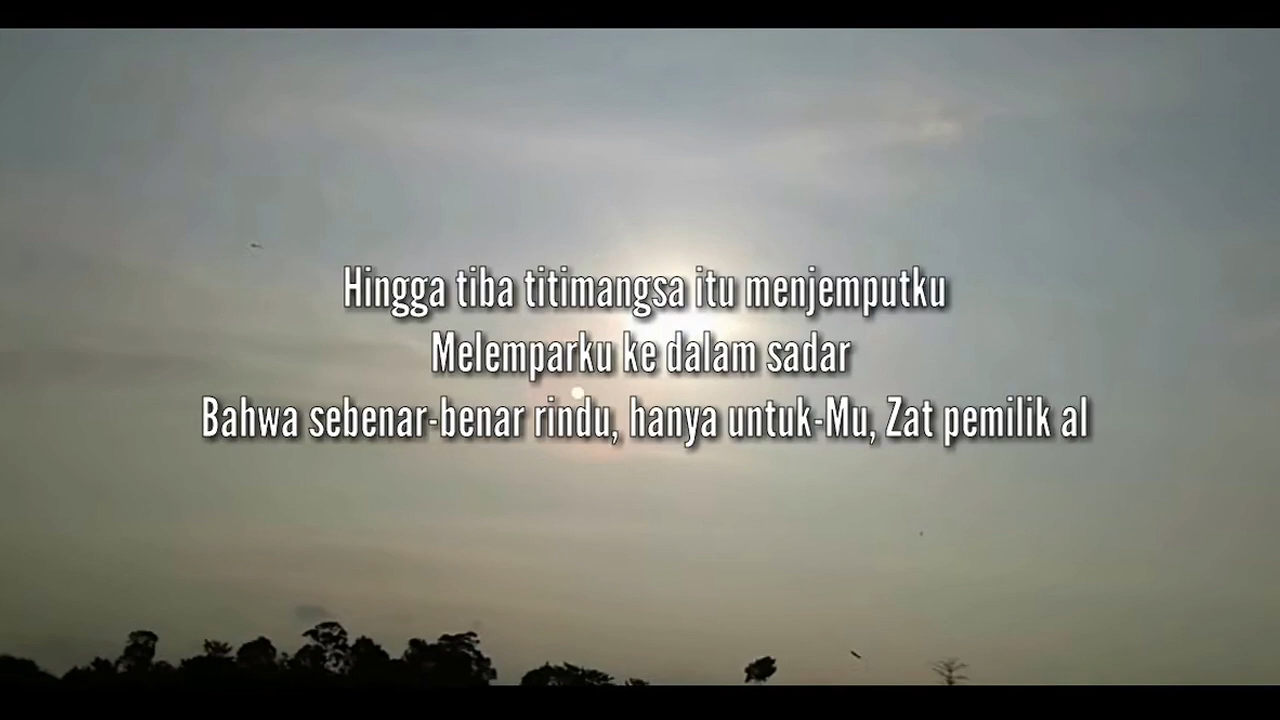 Hingga tiba titimangsa itu menjemputku
Melemparku ke dalam sadar
Bahwa sebenar-benar rindu, hanya untuk-Mu, Zat pemilik al